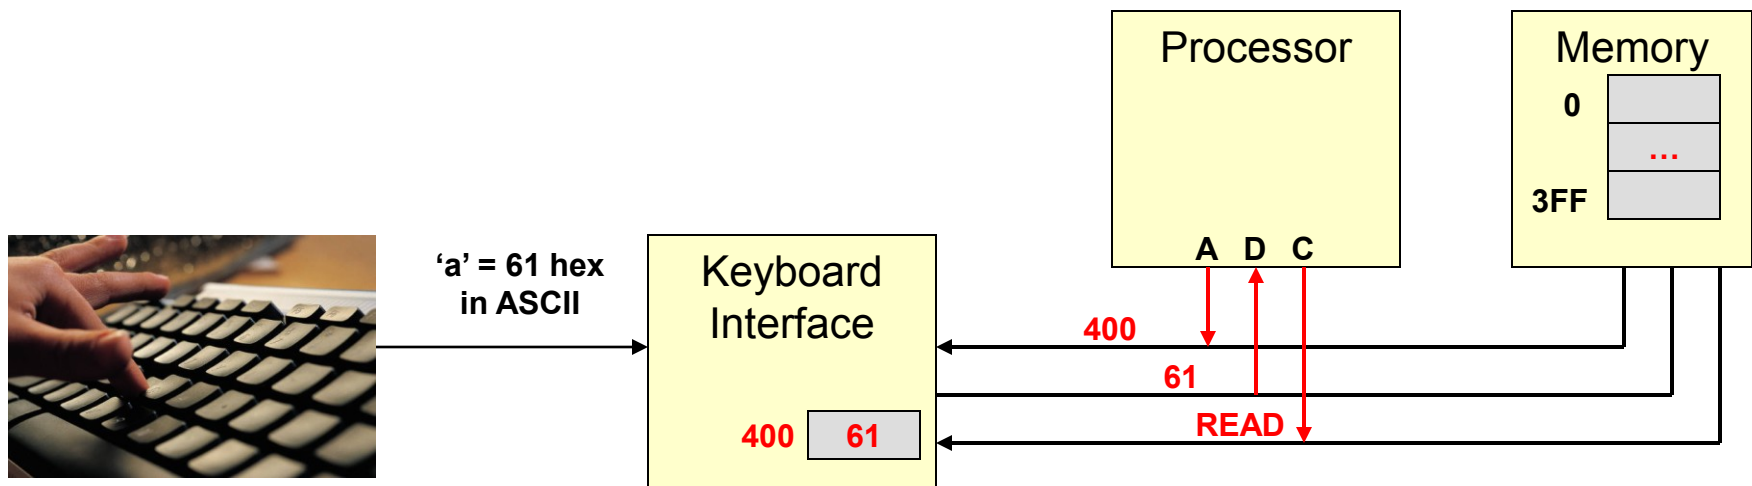 Processor
Memory
0
…
3FF
A D C
‘a’ = 61 hex
in ASCII
Keyboard
Interface
400
61
READ
400 61